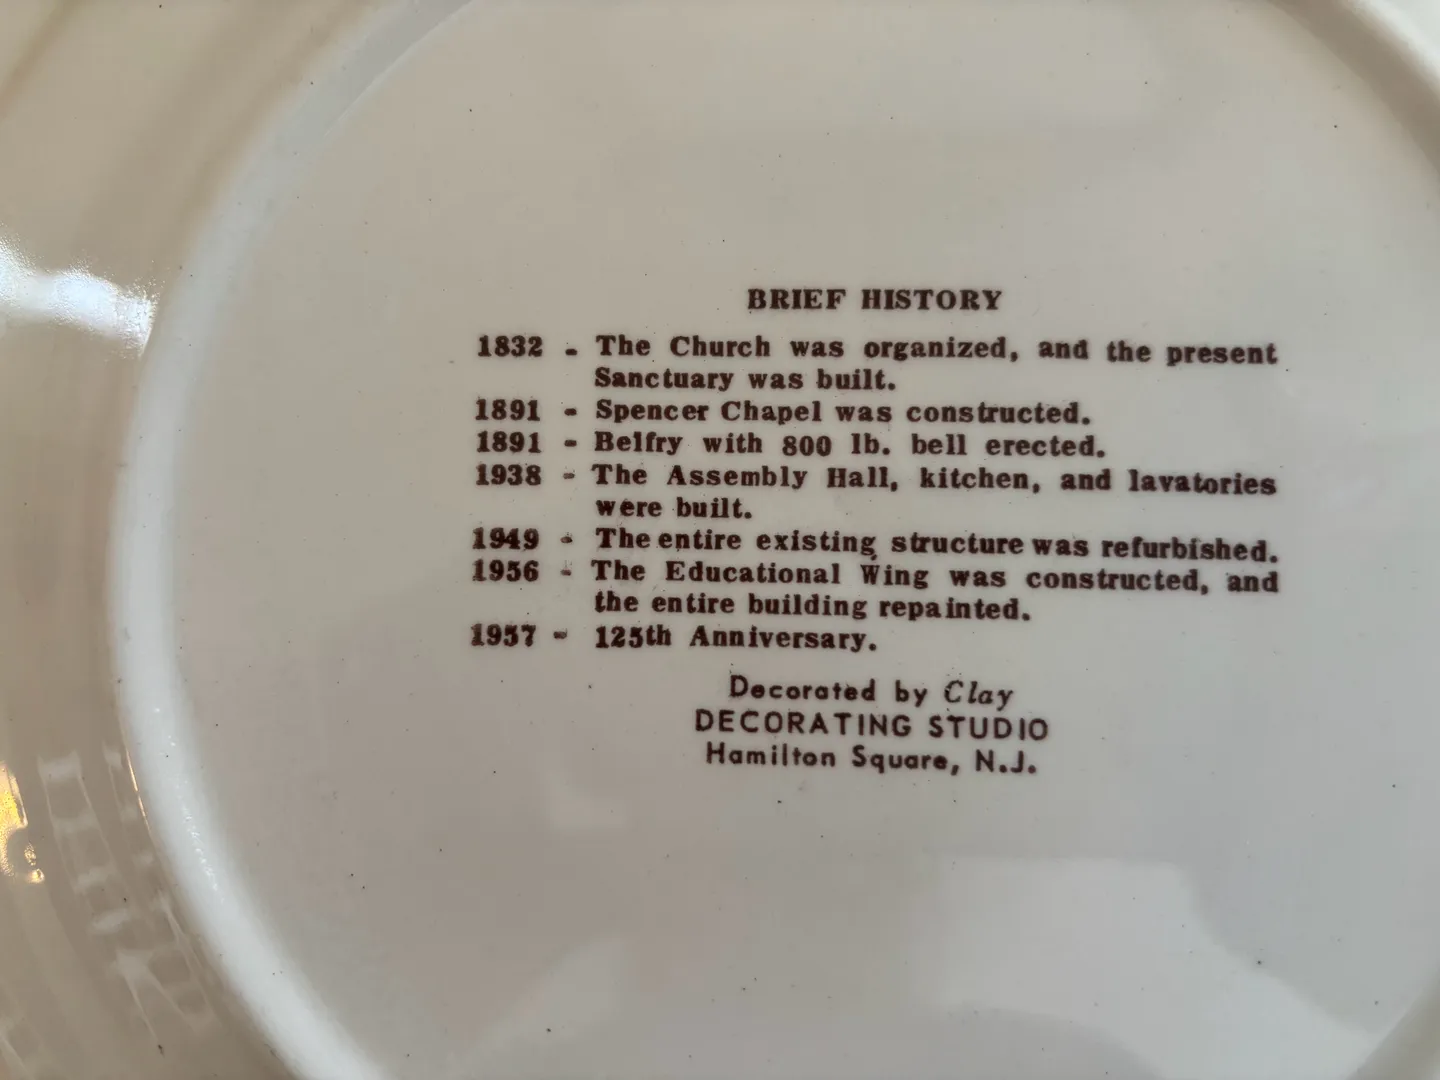 BRIEF HISTORY
1832 - The Church was organized, and the present
Sanctuary was built.
1891 - Spencer Chapel was constructed.
1891 - Belfry with 800 lb. bell erected.
1938 - The Assembly Hall, kitchen, and lavatories
were built.
1949 - The entire existing structure was refurbished.
1956 - The Educational Wing was constructed, and
the entire building repainted.
1957 - 125th Anniversary.
Decorated by Clay
DECORATING STUDIO
Hamilton Square, N.J.